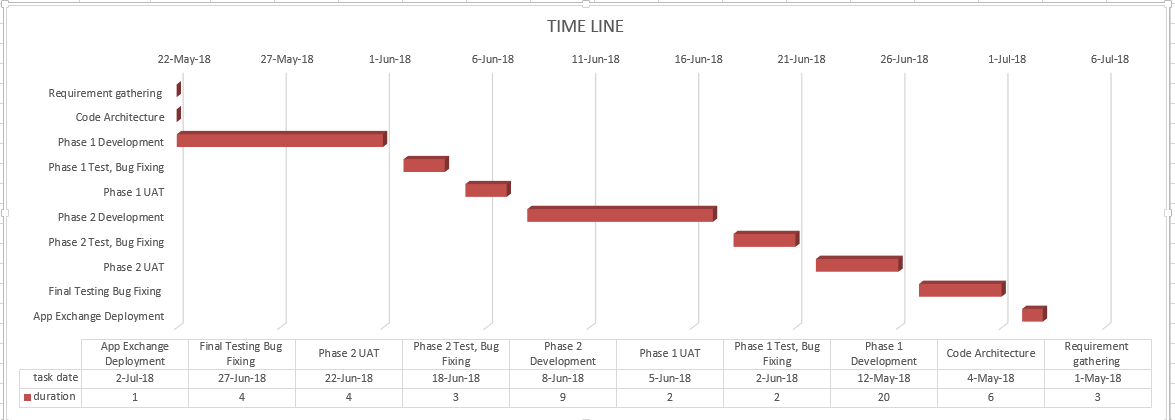 TIME LINE
22-May-18 27-May-18 1-Jun-18 6-Jun-18 11-Jun-18 16-Jun-18 21-Jun-18 26-Jun-18 1-Jul-18 6-Jul-18
Requirement gathering
Code Architecture
Phase 1 Development
Phase 1 Test, Bug Fixing
Phase 1 UAT
Phase 2 Development
Phase 2 Test, Bug Fixing
Phase 2 UAT
Final Testing Bug Fixing
App Exchange Deployment
App Exchange Deployment Final Testing Bug Fixing Phase 2 UAT Phase 2 Test, Bug Fixing Phase 2 Development Phase 1 UAT Phase 1 Test, Bug Fixing Phase 1 Development Code Architecture Requirement gathering
task date 2-Jul-18 27-Jun-18 22-Jun-18 18-Jun-18 8-Jun-18 5-Jun-18 2-Jun-18 12-May-18 4-May-18 1-May-18
duration 1 4 4 3 9 2 2 20 6 3